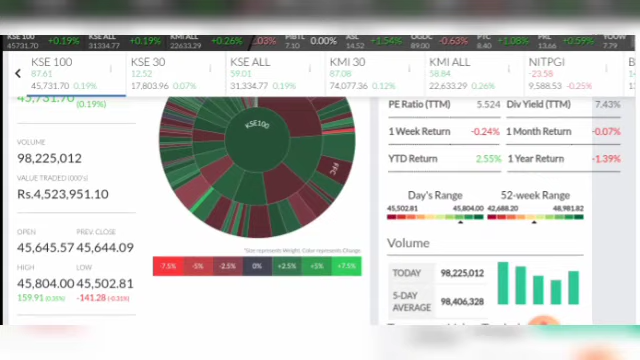 KSE 100 +0.19% KSE ALL +0.19% KMI ALL +0.26% .03% PIBTL 0.00% ASL +1.54% OGDC -0.63% PTC +1.08% PRL +0.59% YOUW
45731.70 31334.77 22633.29 7.10 89.00 8.40 13.66 7.79
KSE 100 KSE 30 KSE ALL KMI 30 KMI ALL NITPGI
87.61 12.52 59.01 87.08 58.84 -23.58
45,731.70 0.19% 17,803.96 0.07% 31,334.77 0.19% 74,077.36 0.12% 22,633.29 0.26% 9,588.53 -0.25%
45,731.70
(0.19%)
VOLUME
98,225,012
VALUE TRADED (000's)
Rs.4,523,951.10
OPEN PREV. CLOSE
45,645.57 45,644.09
HIGH LOW
45,804.00 45,502.81
159.91 (0.35%) -141.28 (-0.31%)
KSE100
FFC
*Size represents Weight, Color represents Change.
-7.5% -5% -2.5% 0% +2.5% +5% +7.5%
PE Ratio (TTM) 5.524 Div Yield (TTM) 7.43%
1 Week Return -0.24% 1 Month Return -0.07%
YTD Return 2.55% 1 Year Return -1.39%
Day's Range 52-week Range
45,502.81 45,804.00 42,688.20 48,981.82
Volume
TODAY 98,225,012
5-DAY
AVERAGE 98,406,328